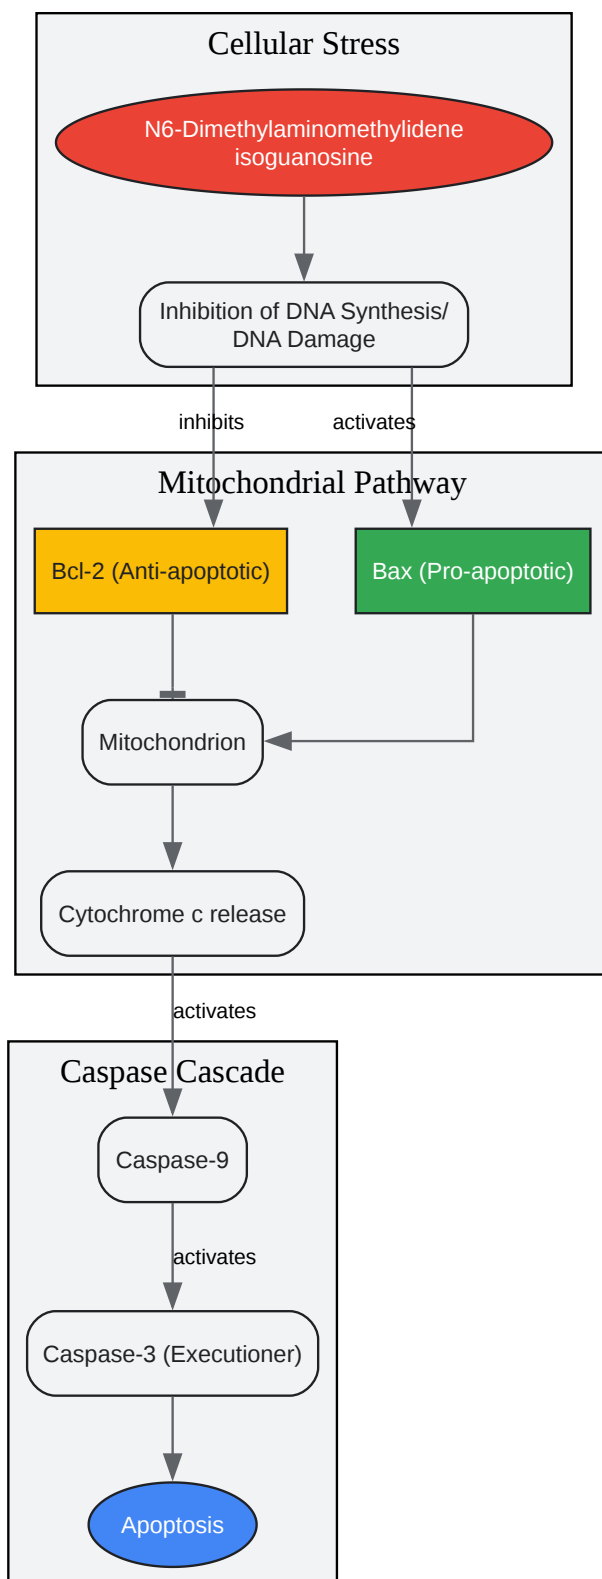 Cellular Stress
N6-Dimethylaminomethylidene
isoguanosine
Inhibition of DNA Synthesis/
DNA Damage
inhibits
activates
Mitochondrial Pathway
Bcl-2 (Anti-apoptotic)
Bax (Pro-apoptotic)
Mitochondrion
Cytochrome c release
activates
Caspase Cascade
Caspase-9
activates
Caspase-3 (Executioner)
Apoptosis